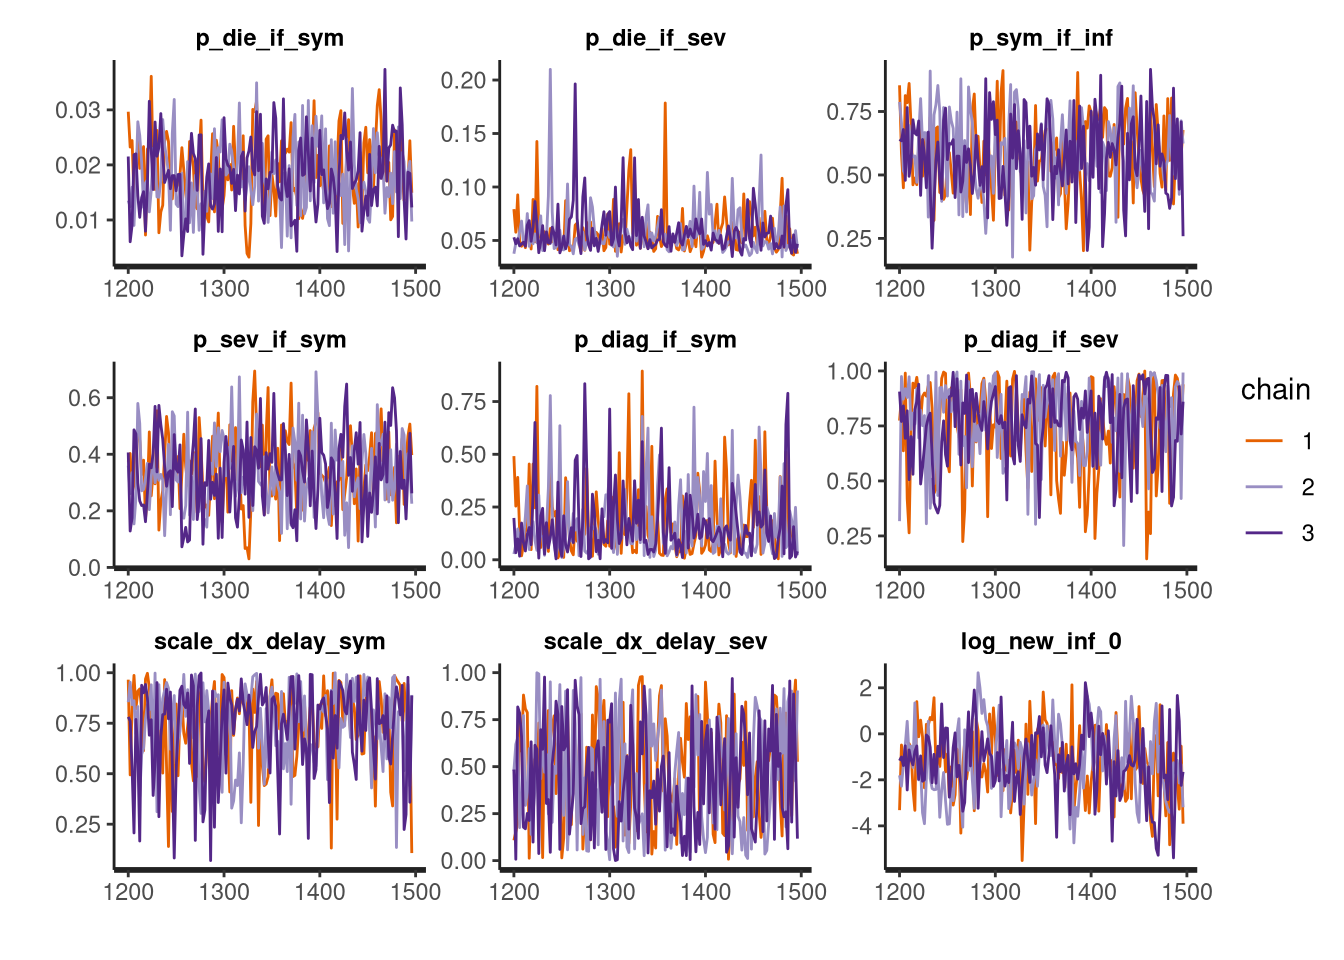 p_die_if_sym
p_die_if_sev
p_sym_if_inf
0.03
0.02
0.01
1200 1300 1400 1500
0.20
0.15
0.10
0.05
1200 1300 1400 1500
0.75
0.50
0.25
1200 1300 1400 1500
p_sev_if_sym
p_diag_if_sym
p_diag_if_sev
0.6
0.4
0.2
0.0
1200 1300 1400 1500
0.75
0.50
0.25
0.00
1200 1300 1400 1500
1.00
0.75
0.50
0.25
1200 1300 1400 1500
scale_dx_delay_sym
scale_dx_delay_sev
log_new_inf_0
1.00
0.75
0.50
0.25
1200 1300 1400 1500
1.00
0.75
0.50
0.25
0.00
1200 1300 1400 1500
2
0
-2
-4
1200 1300 1400 1500
chain
1
2
3